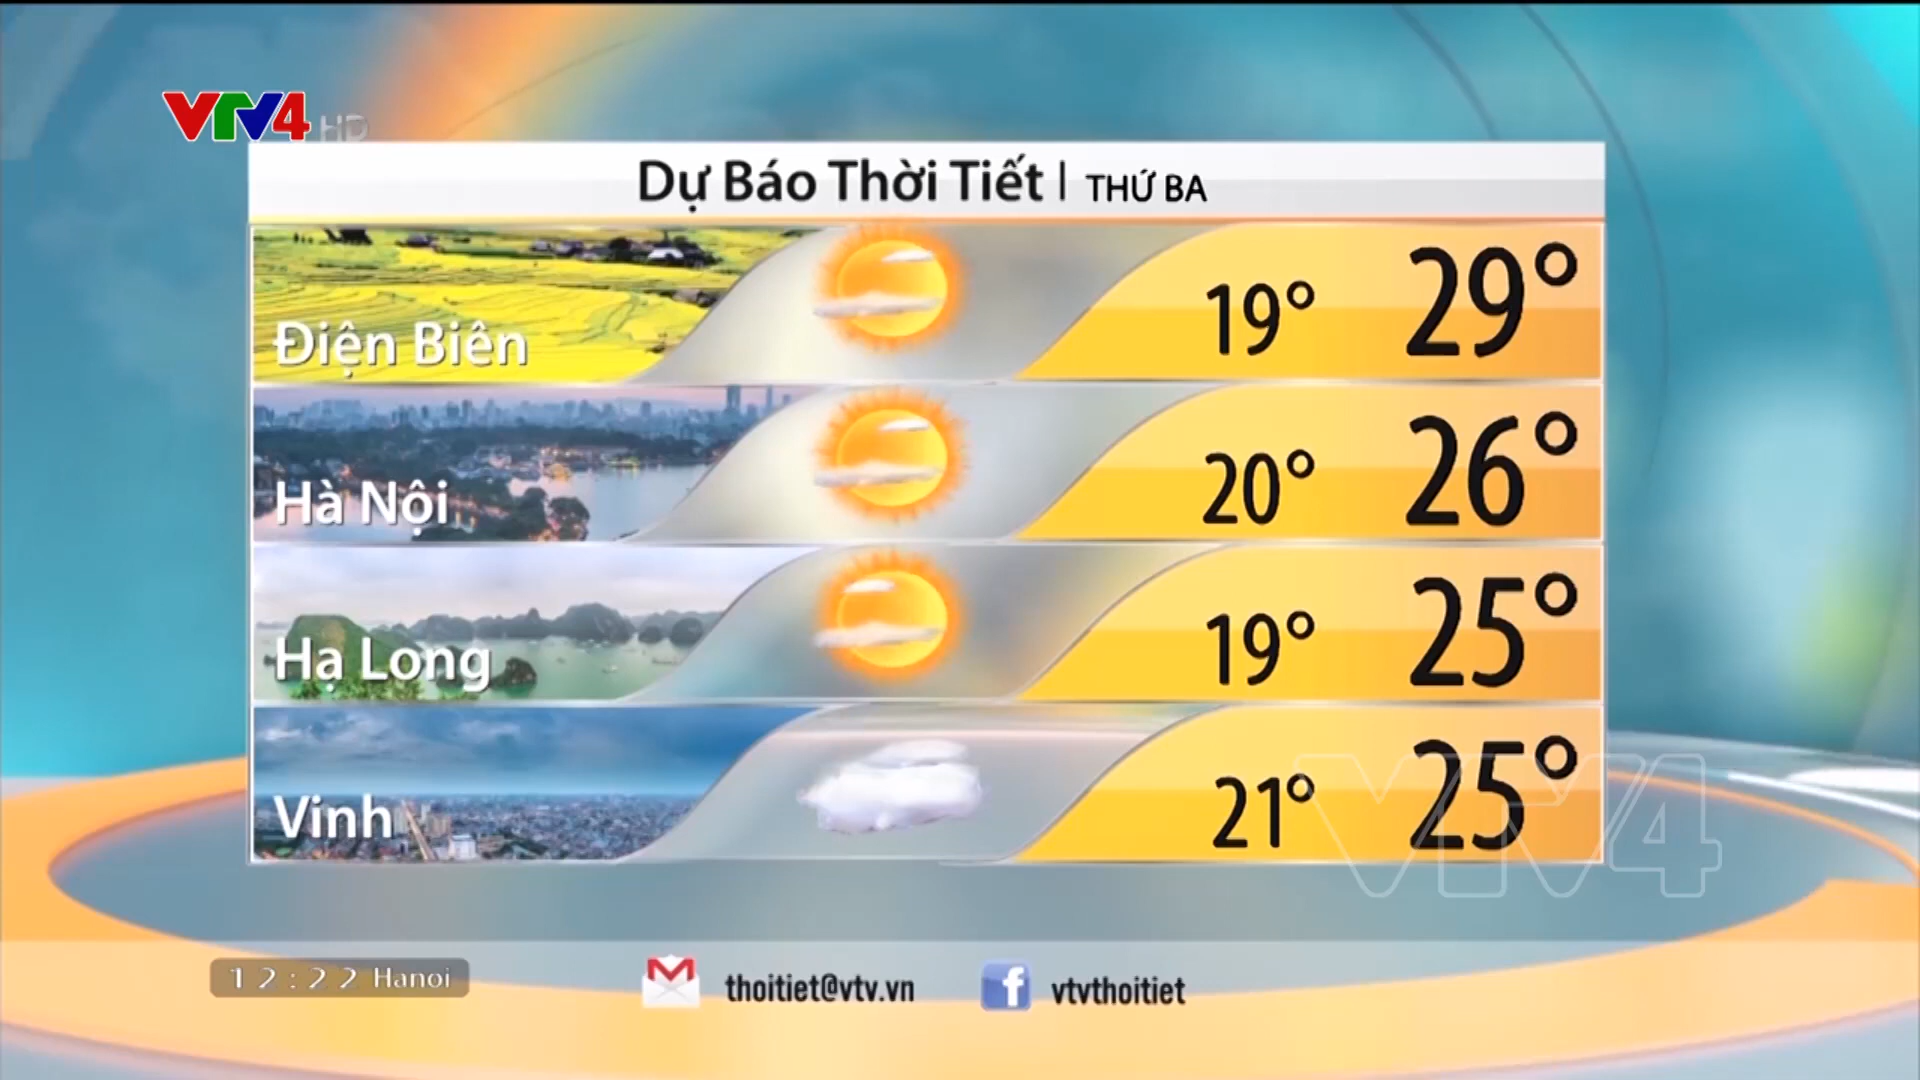 VTV4 HD
Dự Báo Thời Tiết | THỨ BA
Điện Biên 19° 29°
Hà Nội 20° 26°
Hạ Long 19° 25°
Vinh 21° 25°
VTV4
12:22 Hanoi thoitiet@vtv.vn vtvthoitiet